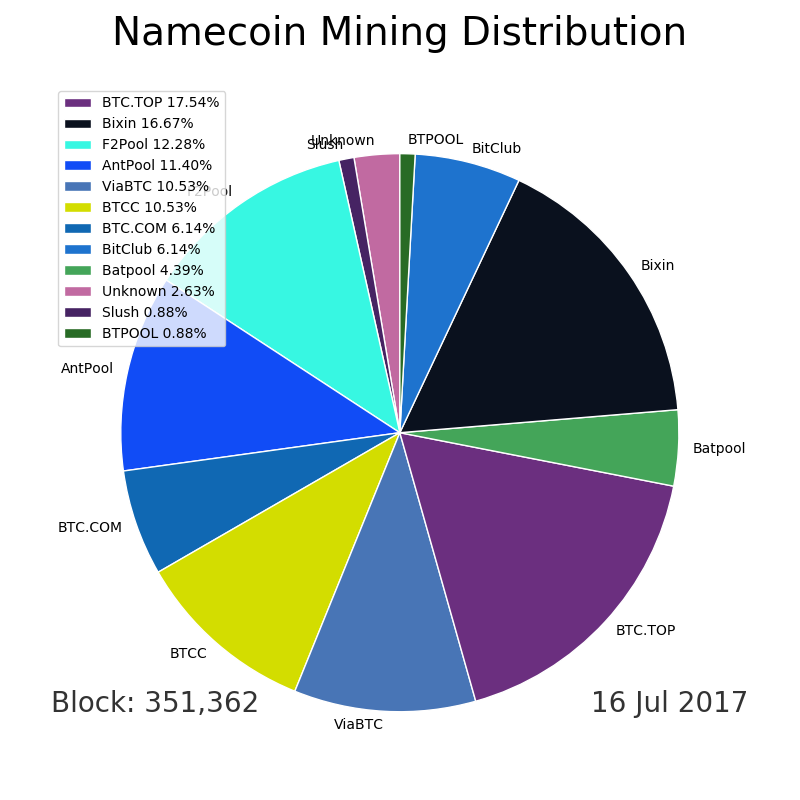 Namecoin Mining Distribution
BTC.TOP 17.54%
Bixin 16.67%
F2Pool 12.28%
AntPool 11.40%
ViaBTC 10.53%
BTCC 10.53%
BTC.COM 6.14%
BitClub 6.14%
Batpool 4.39%
Unknown 2.63%
Slush 0.88%
BTPOOL 0.88%
Slush
Unknown
BTPOOL
BitClub
F2Pool
Bixin
AntPool
Batpool
BTC.COM
BTC.TOP
BTCC
ViaBTC
Block: 351,362
16 Jul 2017